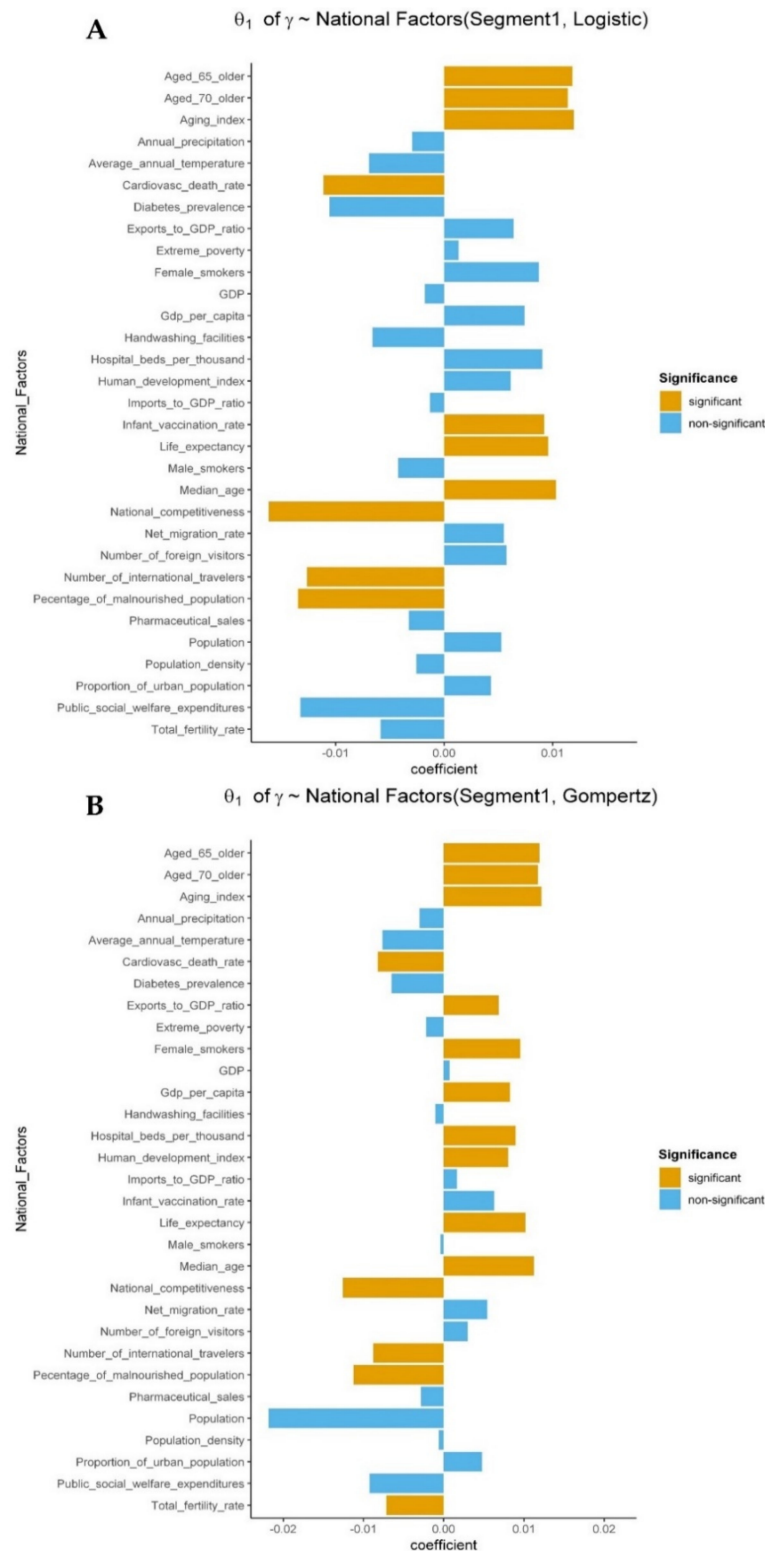 A
θ₁ of γ ~ National Factors(Segment1, Logistic)
Aged_65_older
Aged_70_older
Aging_index
Annual_precipitation
Average_annual_temperature
Cardiovasc_death_rate
Diabetes_prevalence
Exports_to_GDP_ratio
Extreme_poverty
Female_smokers
GDP
Gdp_per_capita
Handwashing_facilities
Hospital_beds_per_thousand
Human_development_index
Imports_to_GDP_ratio
Infant_vaccination_rate
Life_expectancy
Male_smokers
Median_age
National_competitiveness
Net_migration_rate
Number_of_foreign_visitors
Number_of_international_travelers
Pecentage_of_malnourished_population
Pharmaceutical_sales
Population
Population_density
Proportion_of_urban_population
Public_social_welfare_expenditures
Total_fertility_rate
National_Factors
-0.01 0.00 0.01
coefficient
Significance
significant
non-significant
B
θ₁ of γ ~ National Factors(Segment1, Gompertz)
Aged_65_older
Aged_70_older
Aging_index
Annual_precipitation
Average_annual_temperature
Cardiovasc_death_rate
Diabetes_prevalence
Exports_to_GDP_ratio
Extreme_poverty
Female_smokers
GDP
Gdp_per_capita
Handwashing_facilities
Hospital_beds_per_thousand
Human_development_index
Imports_to_GDP_ratio
Infant_vaccination_rate
Life_expectancy
Male_smokers
Median_age
National_competitiveness
Net_migration_rate
Number_of_foreign_visitors
Number_of_international_travelers
Pecentage_of_malnourished_population
Pharmaceutical_sales
Population
Population_density
Proportion_of_urban_population
Public_social_welfare_expenditures
Total_fertility_rate
National_Factors
-0.02 -0.01 0.00 0.01 0.02
coefficient
Significance
significant
non-significant